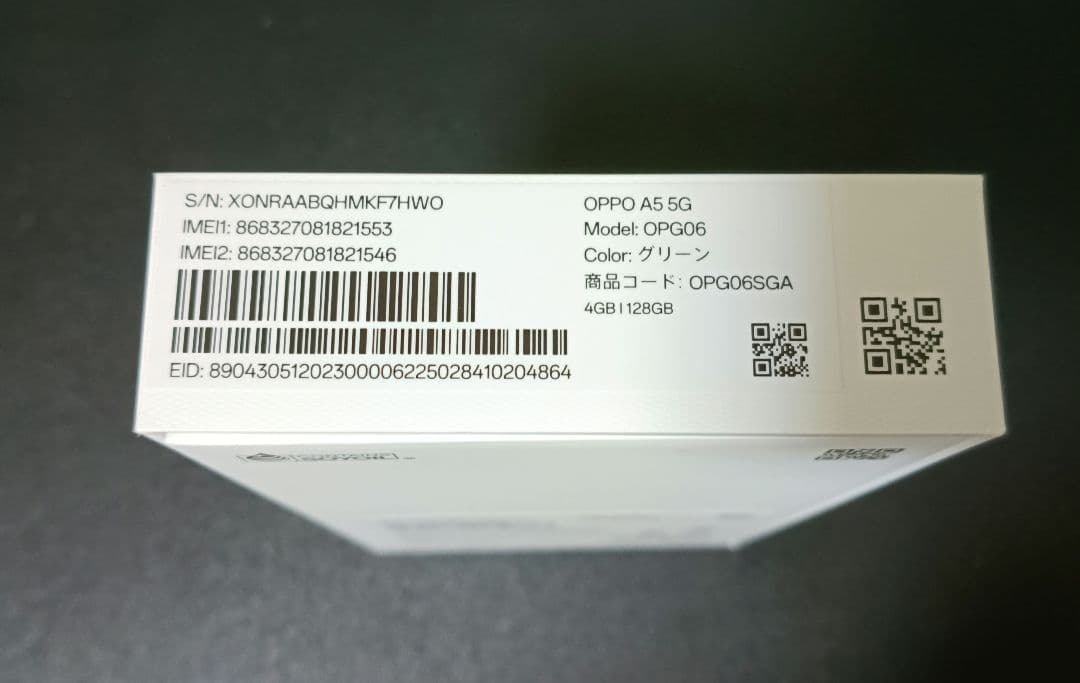 S/N: XONRAABQHMKF7HWO
IMEI1: 868327081821553
IMEI2: 868327081821546
EID: 89043051202300006225028410204864
OPPO A5 5G
Model: OPG06
Color: グリーン
商品コード: OPG06SGA
4GB | 128GB